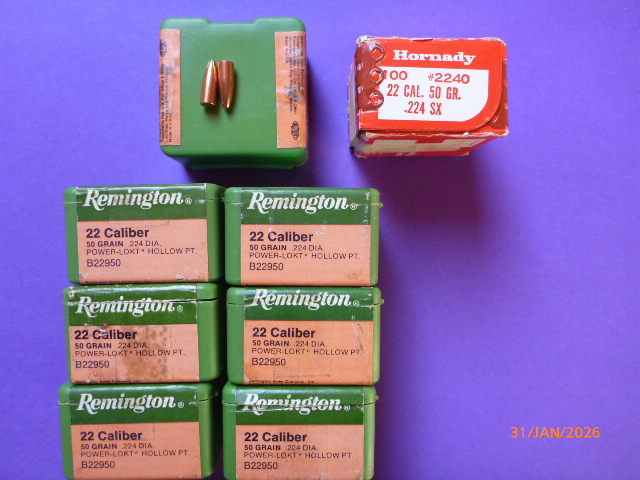 Hornady
100 #2240
22 CAL. 50 GR.
.224 SX
Remington®
22 Caliber
50 GRAIN .224 DIA.
POWER-LOKT® HOLLOW PT.
B22950
Remington®
22 Caliber
50 GRAIN .224 DIA.
POWER-LOKT® HOLLOW PT.
B22950
Remington®
22 Caliber
50 GRAIN .224 DIA.
POWER-LOKT® HOLLOW PT.
B22950
Remington®
22 Caliber
50 GRAIN .224 DIA.
POWER-LOKT® HOLLOW PT.
B22950
Remington Arms Company, Inc.
Remington®
22 Caliber
50 GRAIN .224 DIA.
POWER-LOKT® HOLLOW PT.
B22950
Remington®
22 Caliber
50 GRAIN .224 DIA.
POWER-LOKT® HOLLOW PT.
B22950
31/JAN/2026